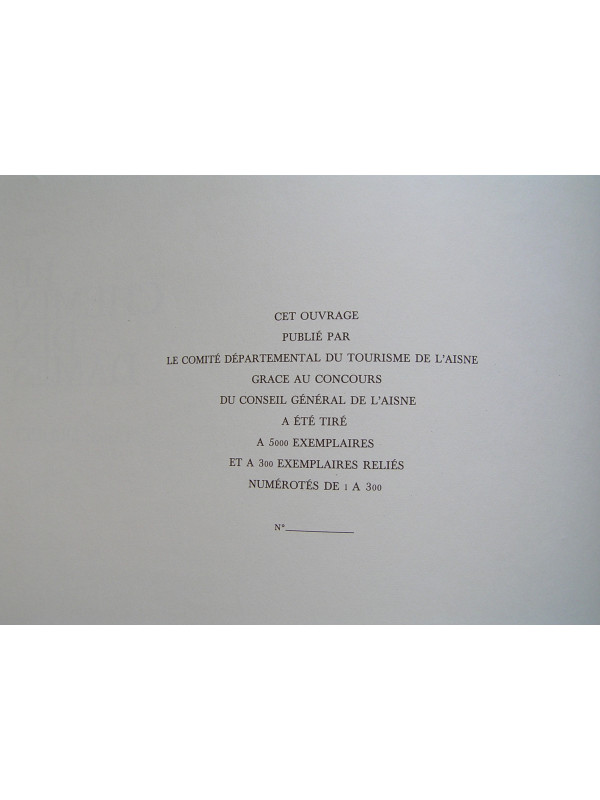 CET OUVRAGE
PUBLIÉ PAR
LE COMITÉ DÉPARTEMENTAL DU TOURISME DE L'AISNE
GRACE AU CONCOURS
DU CONSEIL GÉNÉRAL DE L'AISNE
A ÉTÉ TIRÉ
A 5000 EXEMPLAIRES
ET A 300 EXEMPLAIRES RELIÉS
NUMÉROTÉS DE 1 A 300
N°